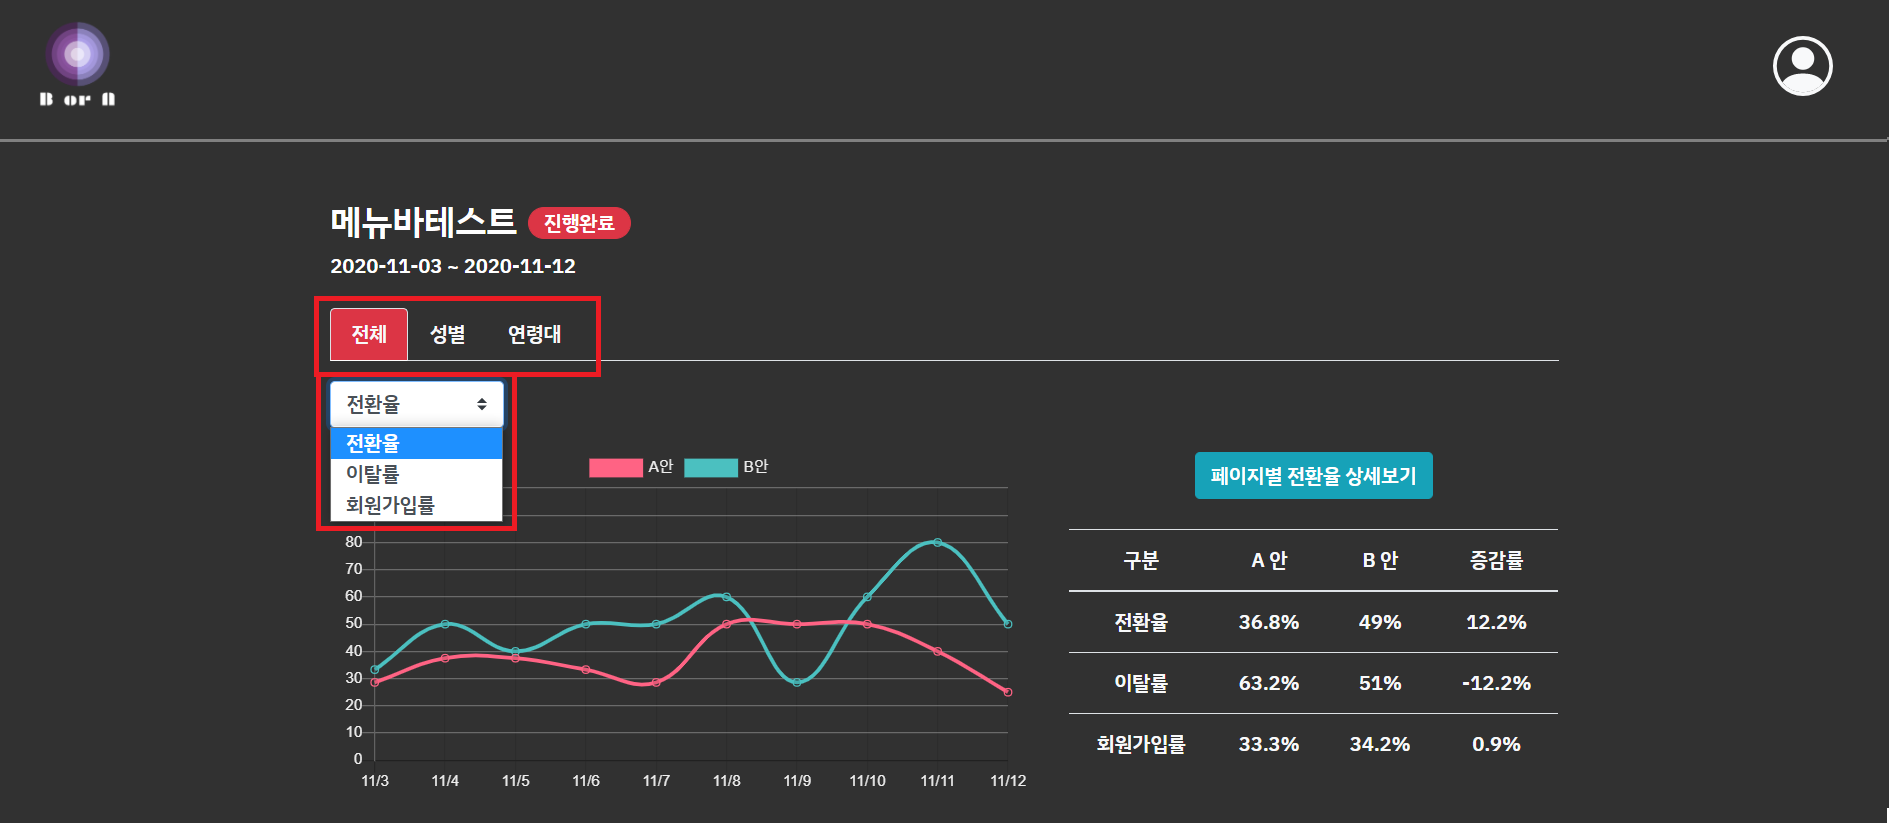 B or A
메뉴바테스트 진행완료
2020-11-03 ~ 2020-11-12
전체 성별 연령대
전환율
전환율
이탈률
회원가입률
A안 B안
80
70
60
50
40
30
20
10
0
11/3 11/4 11/5 11/6 11/7 11/8 11/9 11/10 11/11 11/12
페이지별 전환율 상세보기
구분 A 안 B 안 증감률
전환율 36.8% 49% 12.2%
이탈률 63.2% 51% -12.2%
회원가입률 33.3% 34.2% 0.9%